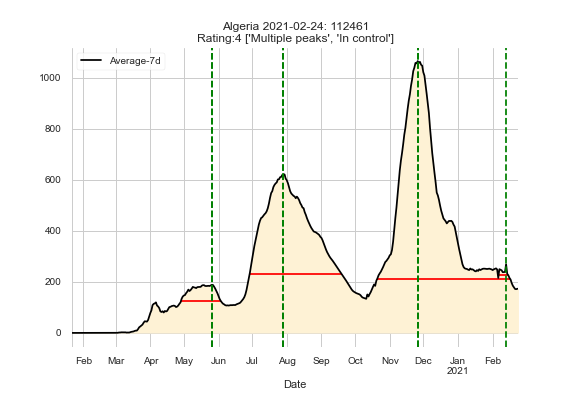 Algeria 2021-02-24: 112461
Rating:4 ['Multiple peaks', 'In control']
Average-7d
1000
800
600
400
200
0
Feb Mar Apr May Jun Jul Aug Sep Oct Nov Dec Jan Feb
2021
Date